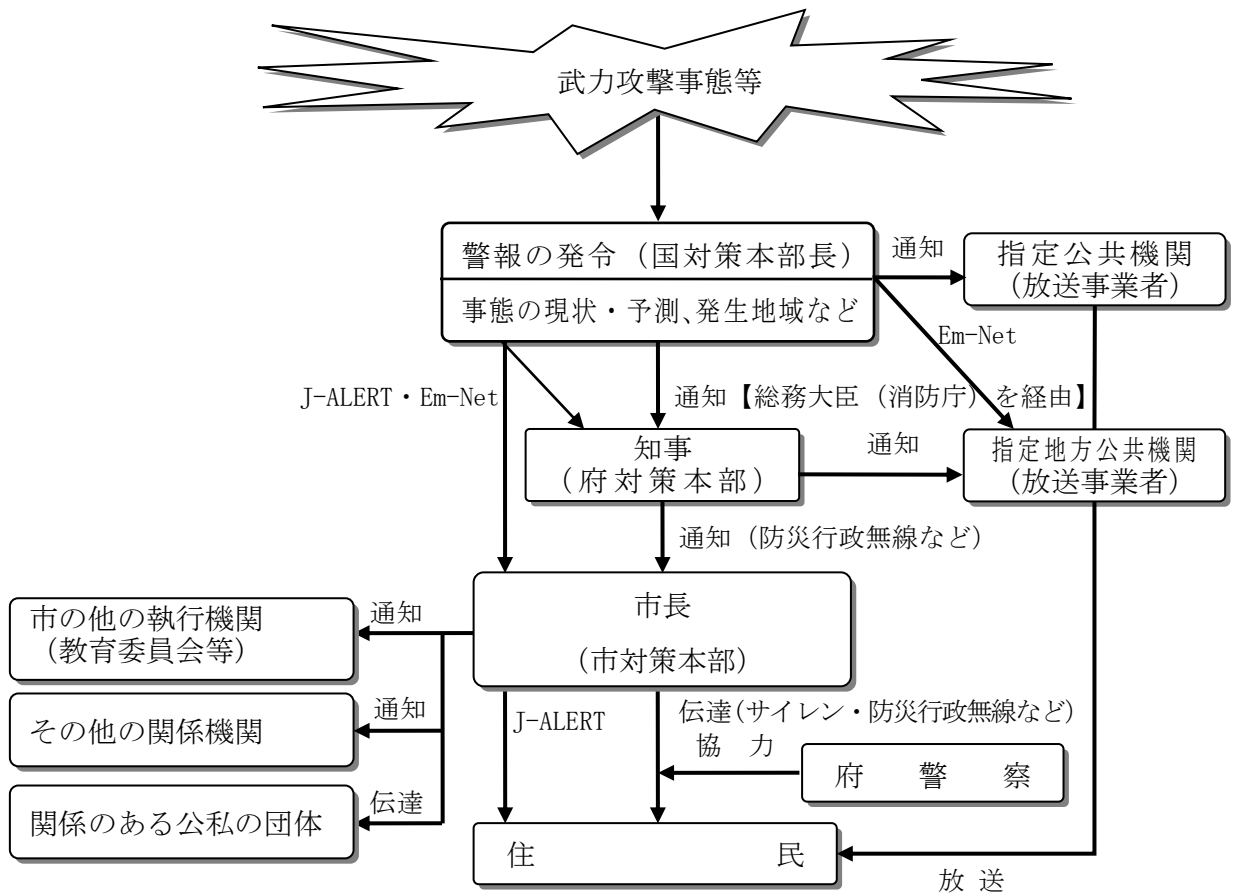 武力攻撃事態等
警報の発令（国対策本部長）
事態の現状・予測、発生地域など
通知
指定公共機関
（放送事業者）
Em-Net
J-ALERT・Em-Net
通知【総務大臣（消防庁）を経由】
知事
（府対策本部）
通知
指定地方公共機関
（放送事業者）
通知（防災行政無線など）
市長
（市対策本部）
通知
市の他の執行機関
（教育委員会等）
通知
その他の関係機関
伝達
関係のある公私の団体
J-ALERT
伝達（サイレン・防災行政無線など）
協　力
府　警　察
住　民
放 送